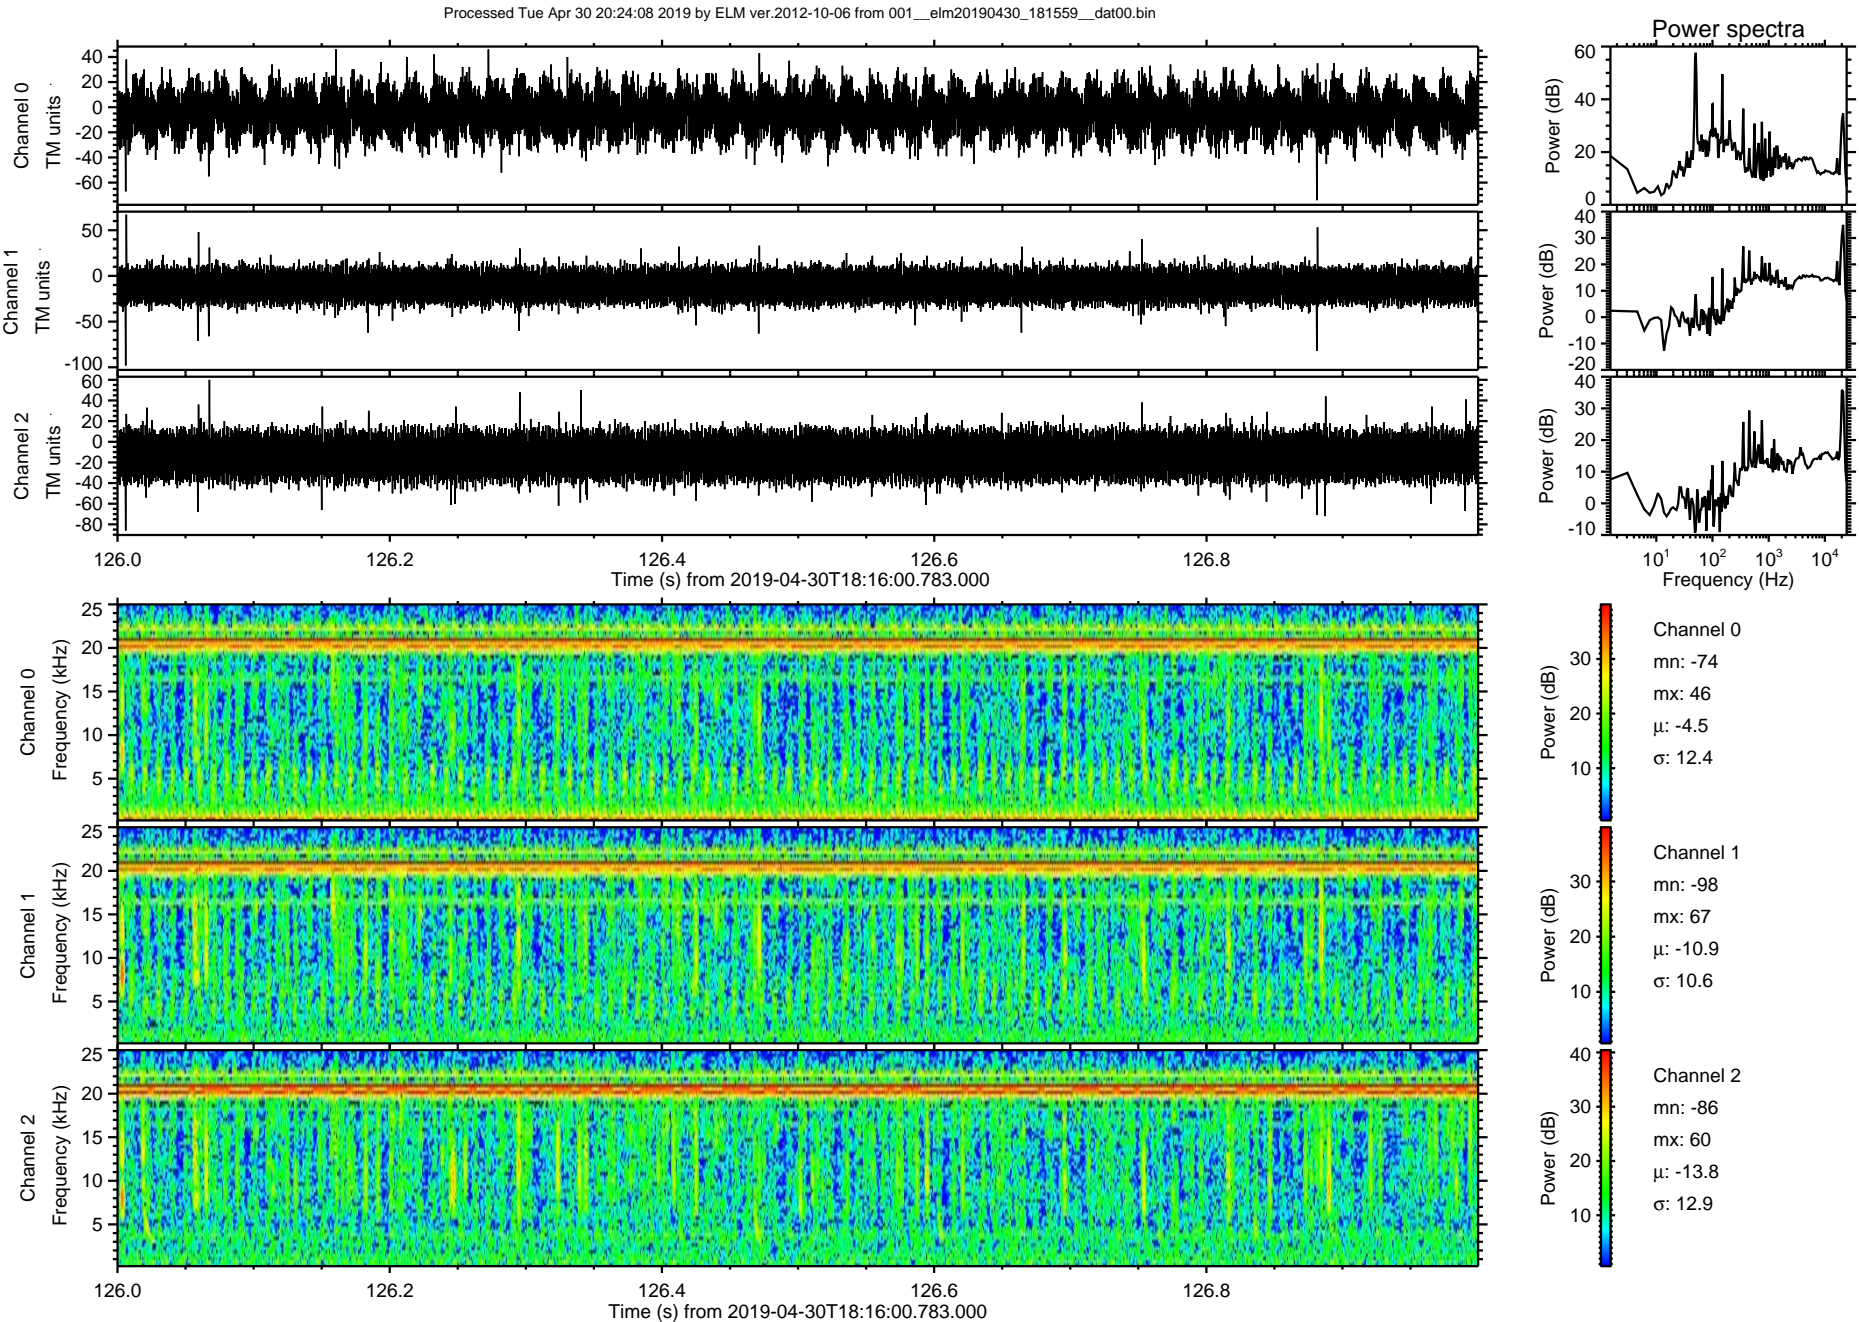 Processed Tue Apr 30 20:24:08 2019 by ELM ver.2012-10-06 from 001__elm20190430_181559__dat00.bin
Power spectra
Channel 0
TM units
40
20
0
-20
-40
-60
Power (dB)
60
40
20
0
Channel 1
TM units
50
0
-50
-100
Power (dB)
40
30
20
10
0
-10
-20
Channel 2
TM units
60
40
20
0
-20
-40
-60
-80
Power (dB)
40
30
20
10
0
-10
126.0 126.2 126.4 126.6 126.8
Time (s) from 2019-04-30T18:16:00.783.000
10¹ 10² 10³ 10⁴
Frequency (Hz)
Channel 0
Frequency (kHz)
25
20
15
10
5
Power (dB)
30
20
10
Channel 0
mn: -74
mx: 46
μ: -4.5
σ: 12.4
Channel 1
Frequency (kHz)
25
20
15
10
5
Power (dB)
30
20
10
Channel 1
mn: -98
mx: 67
μ: -10.9
σ: 10.6
Channel 2
Frequency (kHz)
25
20
15
10
5
Power (dB)
40
30
20
10
Channel 2
mn: -86
mx: 60
μ: -13.8
σ: 12.9
126.0 126.2 126.4 126.6 126.8
Time (s) from 2019-04-30T18:16:00.783.000